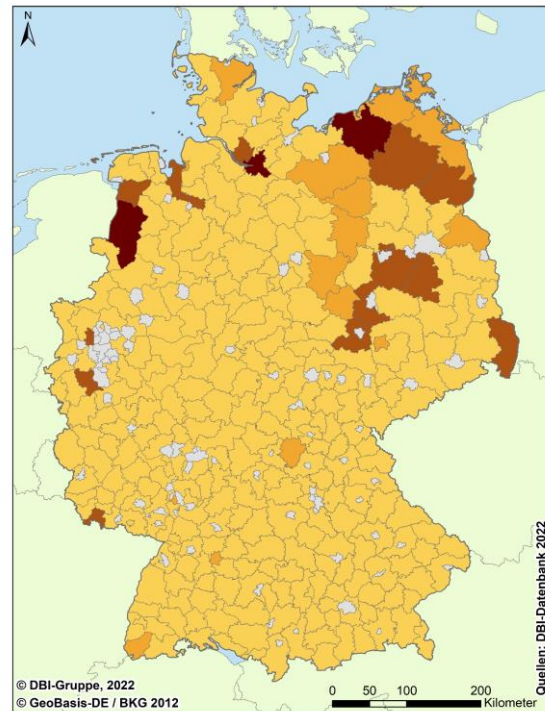 N
© DBI-Gruppe, 2022
© GeoBasis-DE / BKG 2012
0 50 100 200
Kilometer
Quellen: DBI-Datenbank 2022